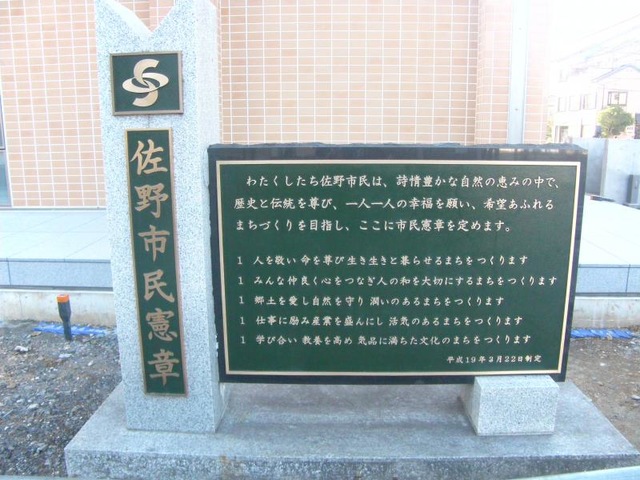 佐野市民憲章
わたくしたち佐野市民は、詩情豊かな自然の恵みの中で、
歴史と伝統を尊び、一人一人の幸福を願い、希望あふれる
まちづくりを目指し、ここに市民憲章を定めます。
1 人を敬い 命を尊び 生き生きと暮らせるまちをつくります
1 みんな仲良く心をつなぎ人の和を大切にするまちをつくります
1 郷土を愛し自然を守り 潤いのあるまちをつくります
1 仕事に励み産業を盛んにし 活気のあるまちをつくります
1 学び合い 教養を高め 気品に満ちた文化のまちをつくります
平成19年3月22日制定